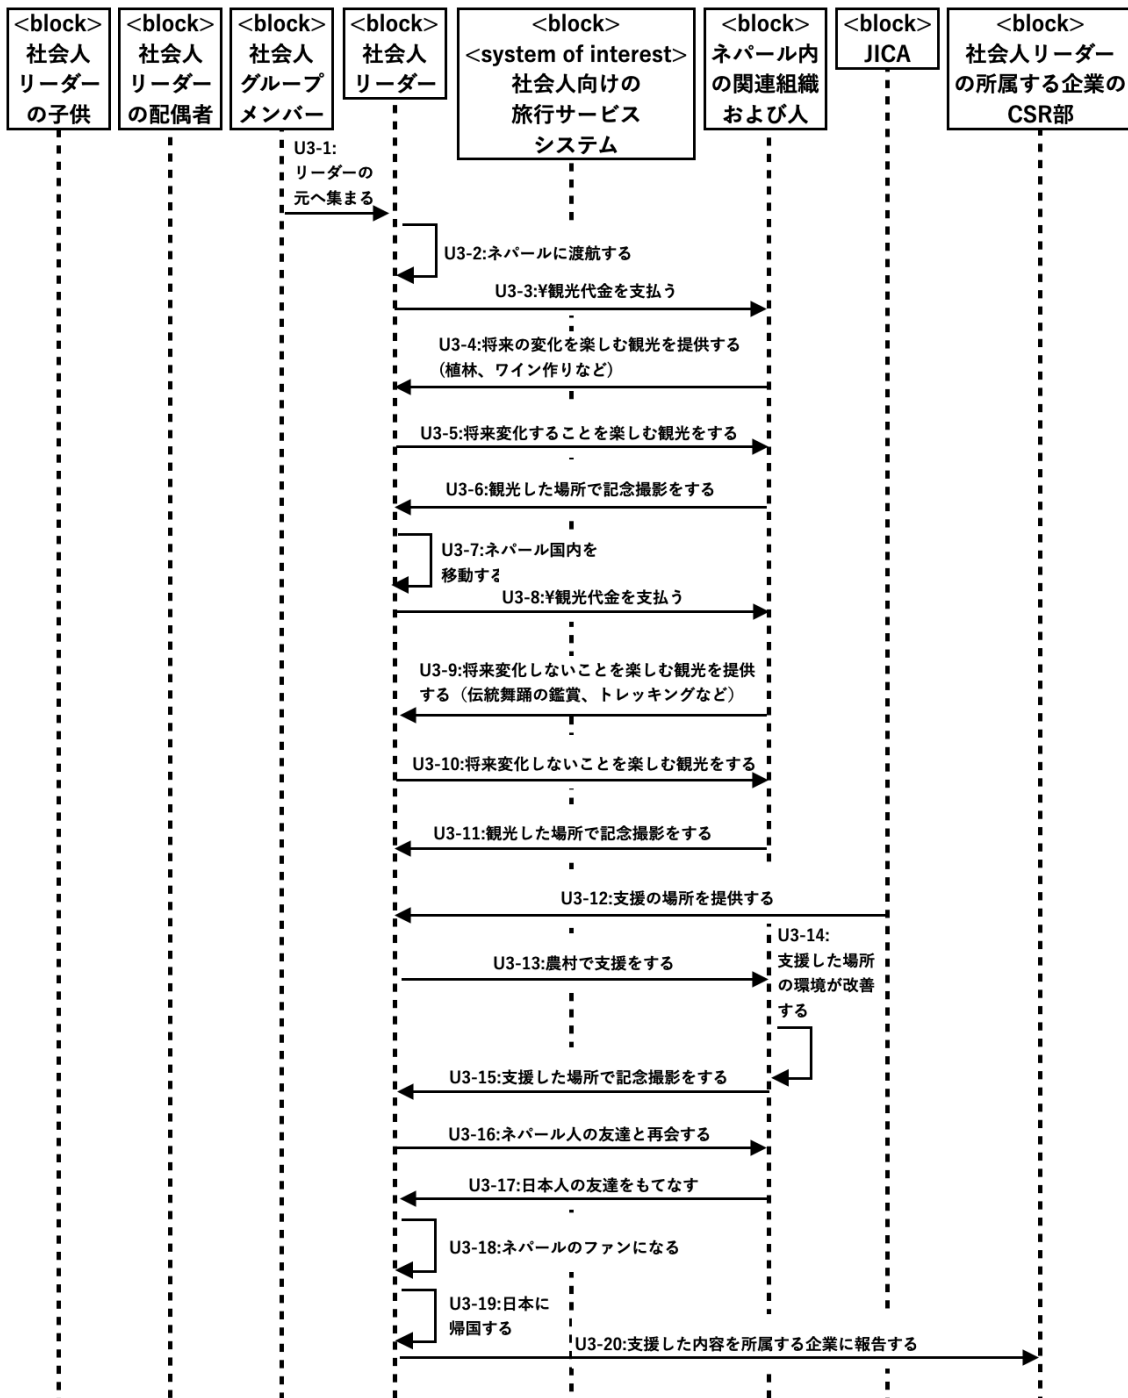 <block>
社会人
リーダー
の子供
<block>
社会人
リーダー
の配偶者
<block>
社会人
グループ
メンバー
<block>
社会人
リーダー
<block>
<system of interest>
社会人向けの
旅行サービス
システム
<block>
ネパール内
の関連組織
および人
<block>
JICA
<block>
社会人リーダー
の所属する企業の
CSR部
U3-1:
リーダーの
元へ集まる
U3-2:ネパールに渡航する
U3-3:¥観光代金を支払う
U3-4:将来の変化を楽しむ観光を提供する
(植林、ワイン作りなど)
U3-5:将来変化することを楽しむ観光をする
U3-6:観光した場所で記念撮影をする
U3-7:ネパール国内を
移動する
U3-8:¥観光代金を支払う
U3-9:将来変化しないことを楽しむ観光を提供
する（伝統舞踊の鑑賞、トレッキングなど）
U3-10:将来変化しないことを楽しむ観光をする
U3-11:観光した場所で記念撮影をする
U3-12:支援の場所を提供する
U3-13:農村で支援をする
U3-14:
支援した場所
の環境が改善
する
U3-15:支援した場所で記念撮影をする
U3-16:ネパール人の友達と再会する
U3-17:日本人の友達をもてなす
U3-18:ネパールのファンになる
U3-19:日本に
帰国する
U3-20:支援した内容を所属する企業に報告する